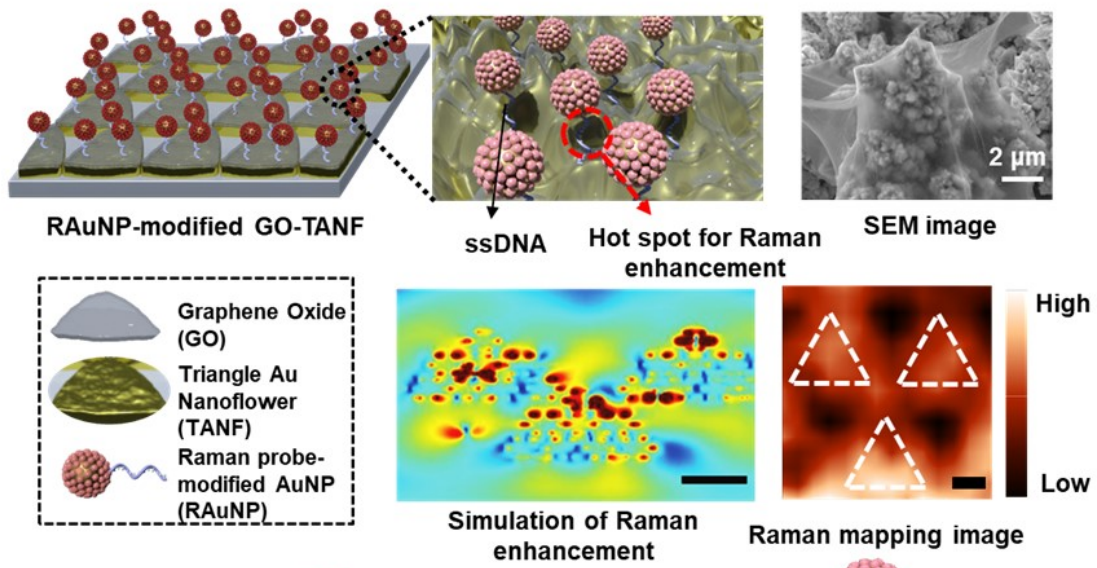 RAuNP-modified GO-TANF
ssDNA
Hot spot for Raman
enhancement
2 µm
SEM image
Graphene Oxide
(GO)
Triangle Au
Nanoflower
(TANF)
Raman probe-
modified AuNP
(RAuNP)
Simulation of Raman
enhancement
High
Low
Raman mapping image